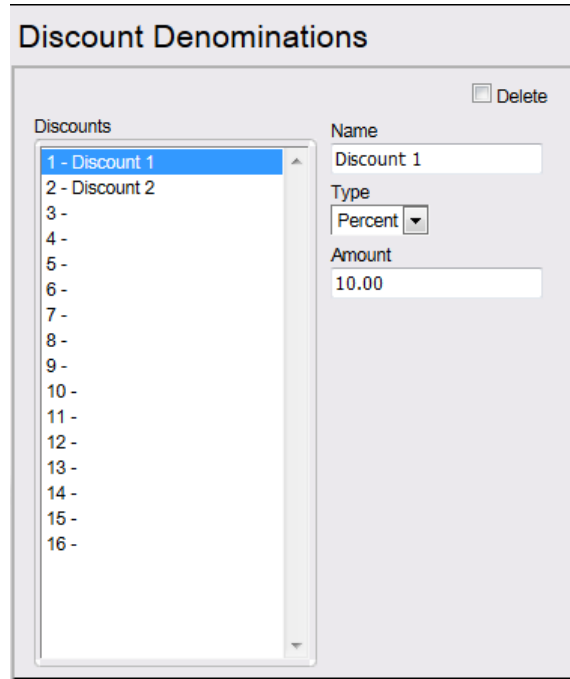 Discount Denominations
Delete
Discounts
1 - Discount 1
2 - Discount 2
3 -
4 -
5 -
6 -
7 -
8 -
9 -
10 -
11 -
12 -
13 -
14 -
15 -
16 -
Name
Discount 1
Type
Percent
Amount
10.00